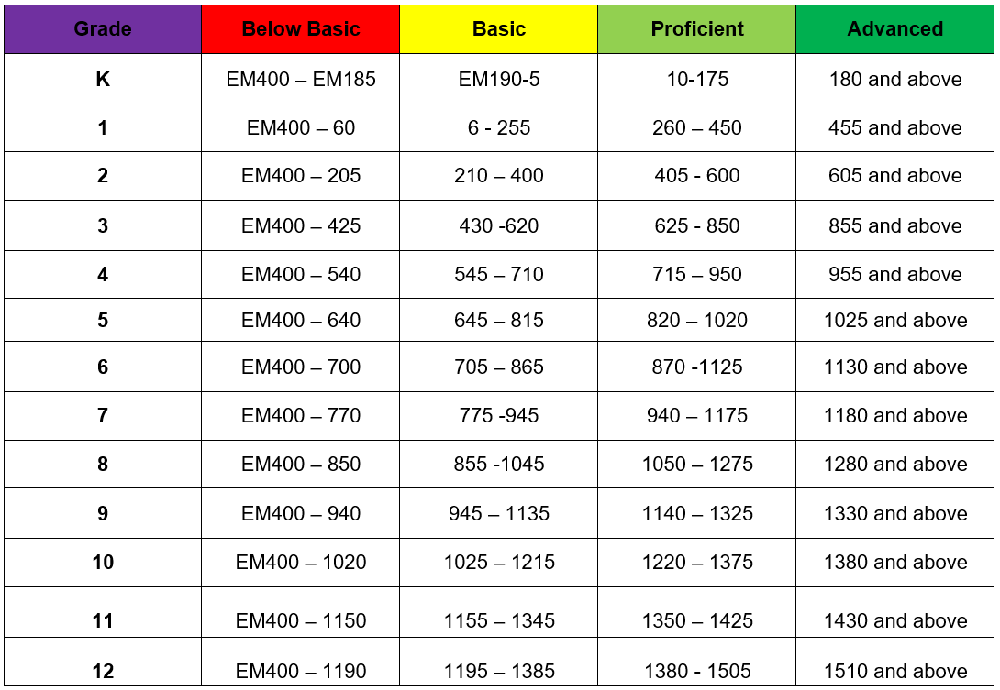 Grade Below Basic Basic Proficient Advanced
K EM400 – EM185 EM190-5 10-175 180 and above
1 EM400 – 60 6 - 255 260 – 450 455 and above
2 EM400 – 205 210 – 400 405 - 600 605 and above
3 EM400 – 425 430 -620 625 - 850 855 and above
4 EM400 – 540 545 – 710 715 – 950 955 and above
5 EM400 – 640 645 – 815 820 – 1020 1025 and above
6 EM400 – 700 705 – 865 870 -1125 1130 and above
7 EM400 – 770 775 -945 940 – 1175 1180 and above
8 EM400 – 850 855 -1045 1050 – 1275 1280 and above
9 EM400 – 940 945 – 1135 1140 – 1325 1330 and above
10 EM400 – 1020 1025 – 1215 1220 – 1375 1380 and above
11 EM400 – 1150 1155 – 1345 1350 – 1425 1430 and above
12 EM400 – 1190 1195 – 1385 1380 - 1505 1510 and above